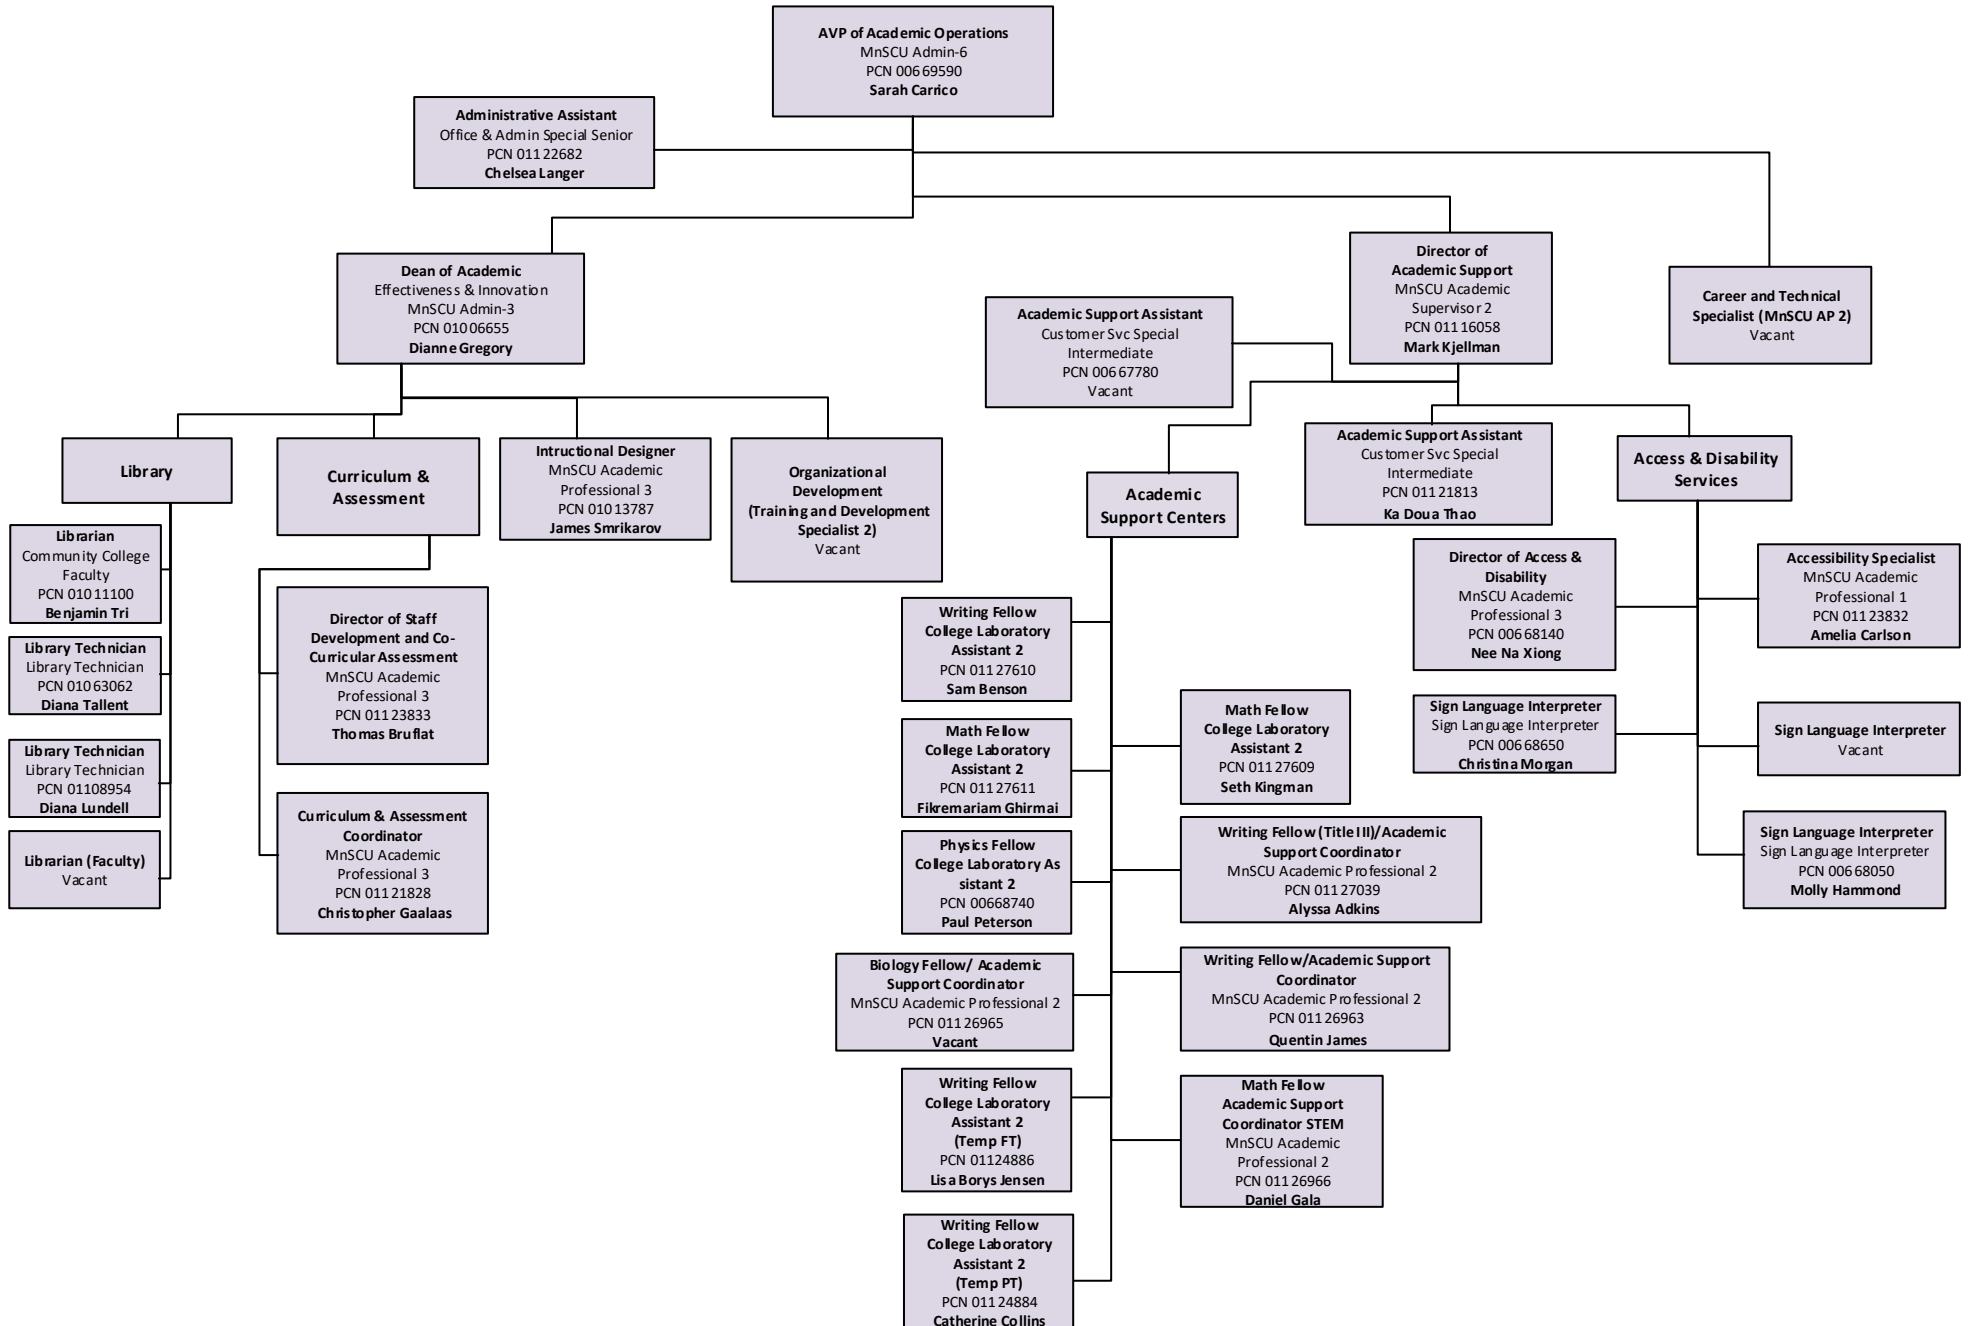 AVP of Academic Operations
MnSCU Admin-6
PCN 00669590
Sarah Carrico
Administrative Assistant
Office & Admin Special Senior
PCN 01122682
Chelsea Langer
Dean of Academic
Effectiveness & Innovation
MnSCU Admin-3
PCN 01006655
Dianne Gregory
Director of
Academic Support
MnSCU Academic
Supervisor 2
PCN 01116058
Mark Kjellman
Career and Technical
Specialist (MnSCU AP 2)
Vacant
Academic Support Assistant
Customer Svc Special
Intermediate
PCN 00667780
Vacant
Library
Curriculum &
Assessment
Intructional Designer
MnSCU Academic
Professional 3
PCN 01013787
James Smrikarov
Organizational
Development
(Training and Development
Specialist 2)
Vacant
Academic
Support Centers
Academic Support Assistant
Customer Svc Special
Intermediate
PCN 01121813
Ka Doua Thao
Access & Disability
Services
Librarian
Community College
Faculty
PCN 01011100
Benjamin Tri
Library Technician
Library Technician
PCN 01063062
Diana Tallent
Library Technician
Library Technician
PCN 01108954
Diana Lundell
Librarian (Faculty)
Vacant
Director of Staff
Development and Co-
Curricular Assessment
MnSCU Academic
Professional 3
PCN 01123833
Thomas Bruflat
Curriculum & Assessment
Coordinator
MnSCU Academic
Professional 3
PCN 01121828
Christopher Gaalaas
Writing Fellow
College Laboratory
Assistant 2
PCN 01127610
Sam Benson
Math Fellow
College Laboratory
Assistant 2
PCN 01127611
Fikremariam Ghirmai
Physics Fellow
College Laboratory As
sistant 2
PCN 00668740
Paul Peterson
Biology Fellow/ Academic
Support Coordinator
MnSCU Academic Professional 2
PCN 01126965
Vacant
Writing Fellow
College Laboratory
Assistant 2
(Temp FT)
PCN 01124886
Lisa Borys Jensen
Writing Fellow
College Laboratory
Assistant 2
(Temp PT)
PCN 01124884
Catherine Collins
Math Fellow
College Laboratory
Assistant 2
PCN 01127609
Seth Kingman
Writing Fellow (Title III)/Academic
Support Coordinator
MnSCU Academic Professional 2
PCN 01127039
Alyssa Adkins
Writing Fellow/Academic Support
Coordinator
MnSCU Academic Professional 2
PCN 01126963
Quentin James
Math Fellow
Academic Support
Coordinator STEM
MnSCU Academic
Professional 2
PCN 01126966
Daniel Gala
Director of Access &
Disability
MnSCU Academic
Professional 3
PCN 00668140
Nee Na Xiong
Sign Language Interpreter
Sign Language Interpreter
PCN 00668650
Christina Morgan
Accessibility Specialist
MnSCU Academic
Professional 1
PCN 01123832
Amelia Carlson
Sign Language Interpreter
Vacant
Sign Language Interpreter
Sign Language Interpreter
PCN 00668050
Molly Hammond